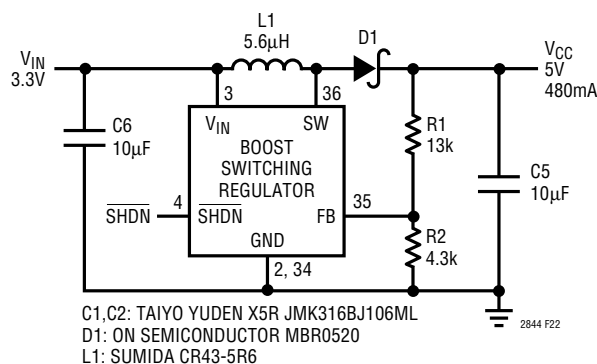 L1
5.6µH
D1
VIN
3.3V
VCC
5V
480mA
3
36
C6
10µF
VIN
SW
BOOST
SWITCHING
REGULATOR
R1
13k
C5
10µF
SHDN
4
SHDN
FB
35
GND
R2
4.3k
2, 34
C1,C2: TAIYO YUDEN X5R JMK316BJ106ML
D1: ON SEMICONDUCTOR MBR0520
L1: SUMIDA CR43-5R6
2844 F22